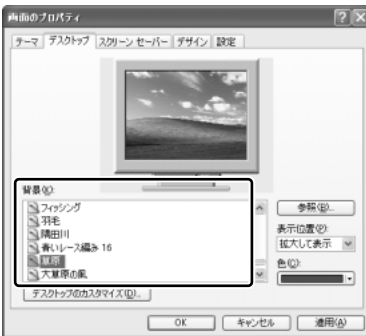 画面のプロパティ
テーマ デスクトップ スクリーン セーバー デザイン 設定
背景(K):
フィッシング
羽毛
隅田川
青いレース編み 16
草原
大草原の風
参照(B)...
表示位置(P):
拡大して表示
色(C):
デスクトップのカスタマイズ(D)...
OK キャンセル 適用(A)